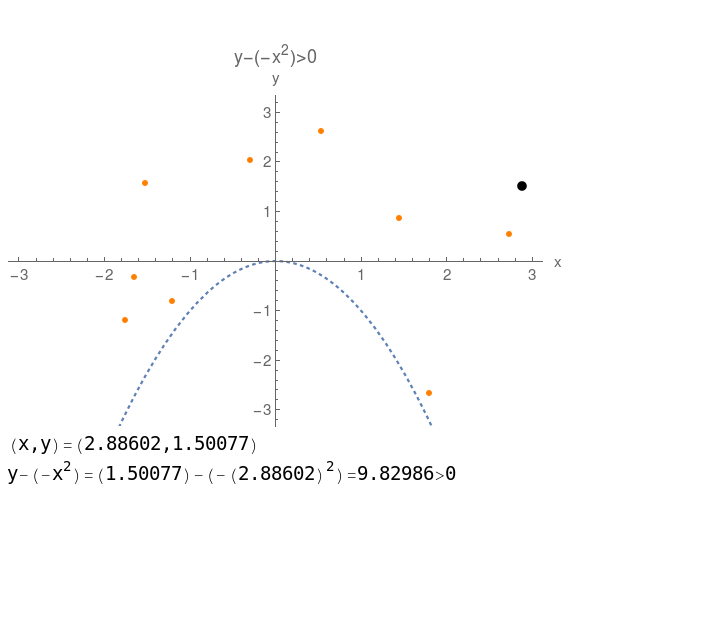 y−(−x²)>0
y
3
2
1
−3 −2 −1 1 2 3 x
−1
−2
−3
(x,y)=(2.88602,1.50077)
y−(−x²)=(1.50077)−(−(2.88602)²)=9.82986>0